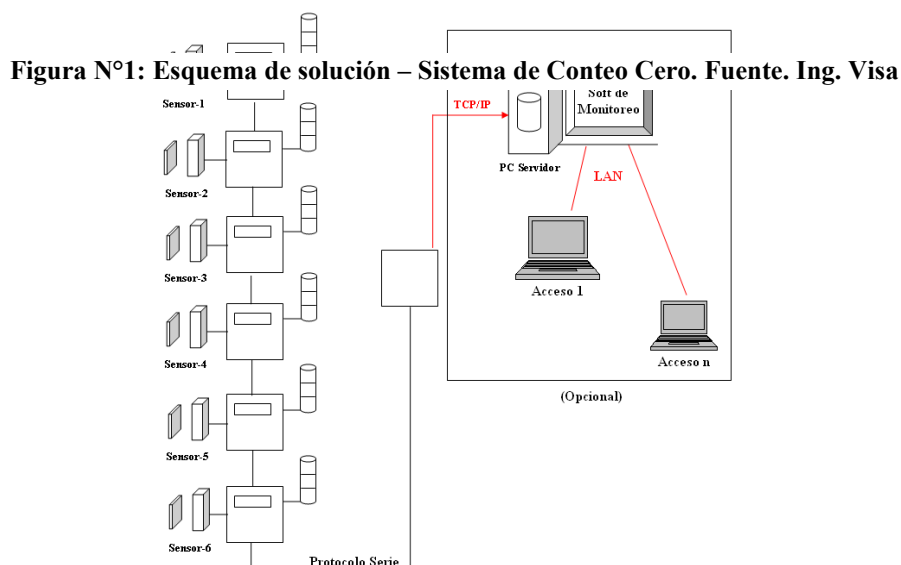 Figura N°1: Esquema de solución – Sistema de Conteo Cero. Fuente. Ing. Visa
Sensor-1
Soft de
Monitoreo
TCP/IP
PC Servidor
Sensor-2
LAN
Sensor-3
Acceso 1
Sensor-4
Acceso n
(Opcional)
Sensor-5
Sensor-6
Protocolo Serie